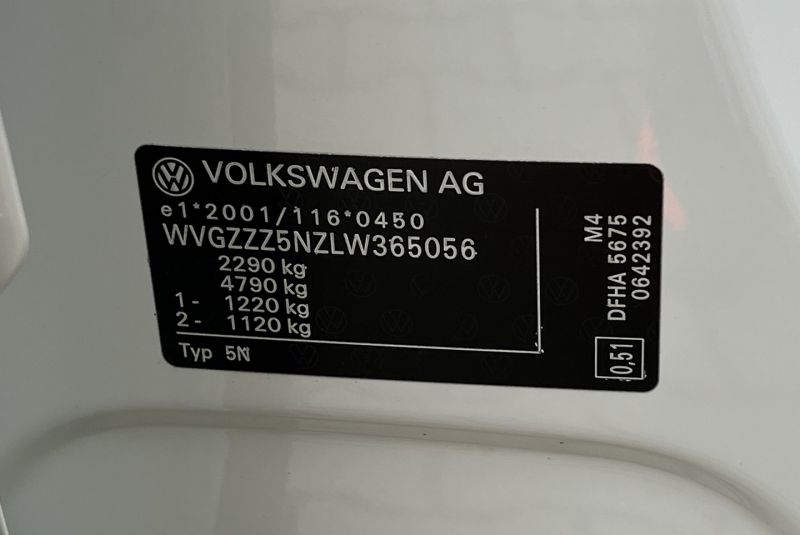 VOLKSWAGEN AG
e1*2001/116*0450
WVGZZZ5NZLW365056
2290 kg
4790 kg
1- 1220 kg
2- 1120 kg
Typ 5N
M4
DFHA 5675
0642392
0,51